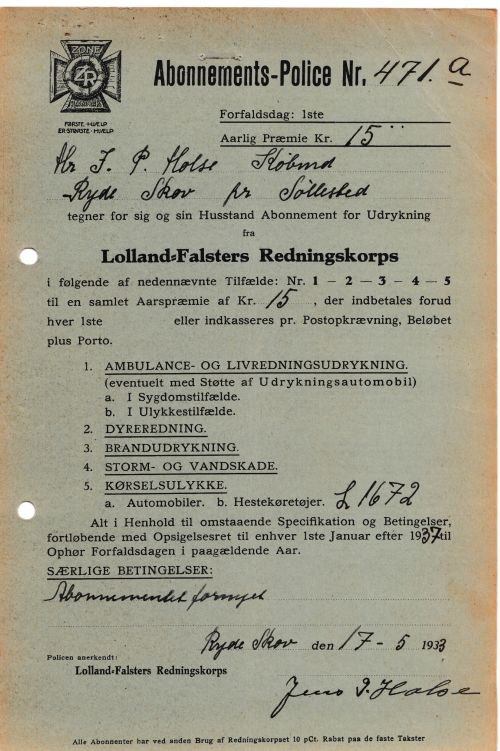 ZONE
ZR
FØRSTE HJÆLP
ER STØRSTE HJÆLP
Abonnements-Police Nr. 471. a
Forfaldsdag: 1ste
Aarlig Præmie Kr. 15
Hr J. P. Holse Købmd
Ryde Skov pr Søllested
tegner for sig og sin Husstand Abonnement for Udrykning
fra
Lolland-Falsters Redningskorps
i følgende af nedennævnte Tilfælde: Nr. 1 – 2 – 3 – 4 – 5
til en samlet Aarspræmie af Kr. 15, der indbetales forud
hver 1ste eller indkasseres pr. Postopkrævning, Beløbet
plus Porto.
1. AMBULANCE- OG LIVREDNINGSUDRYKNING.
(eventuelt med Støtte af Udrykningsautomobil)
a. I Sygdomstilfælde.
b. I Ulykkestilfælde.
2. DYREREDNING.
3. BRANDUDRYKNING.
4. STORM- OG VANDSKADE.
5. KØRSELSULYKKE.
a. Automobiler. b. Hestekøretøjer. L 1672
Alt i Henhold til omstaaende Specifikation og Betingelser,
fortløbende med Opsigelsesret til enhver 1ste Januar efter 1937 til
Ophør Forfaldsdagen i paagældende Aar.
SÆRLIGE BETINGELSER:
Abonnementet fornyet
Ryde Skov den 17-5 1933
Policen anerkendt:
Lolland-Falsters Redningskorps
Jens P. Holse
Alle Abonnenter har ved anden Brug af Redningskorpset 10 pCt. Rabat paa de faste Takster